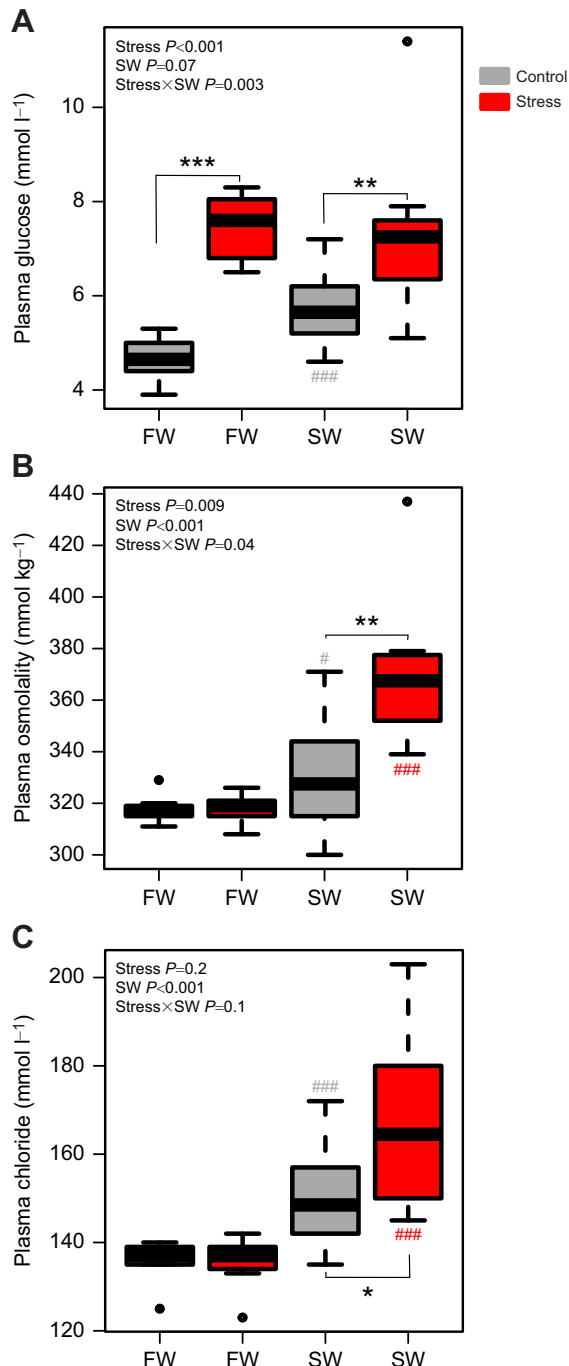 A
Stress P<0.001
SW P=0.07
Stress×SW P=0.003
Control
Stress
Plasma glucose (mmol l−1)
10
8
6
4
***
**
###
FW FW SW SW
B
Stress P=0.009
SW P<0.001
Stress×SW P=0.04
Plasma osmolality (mmol kg−1)
440
420
400
380
360
340
320
300
**
#
###
FW FW SW SW
C
Stress P=0.2
SW P<0.001
Stress×SW P=0.1
Plasma chloride (mmol l−1)
200
180
160
140
120
###
###
*
FW FW SW SW